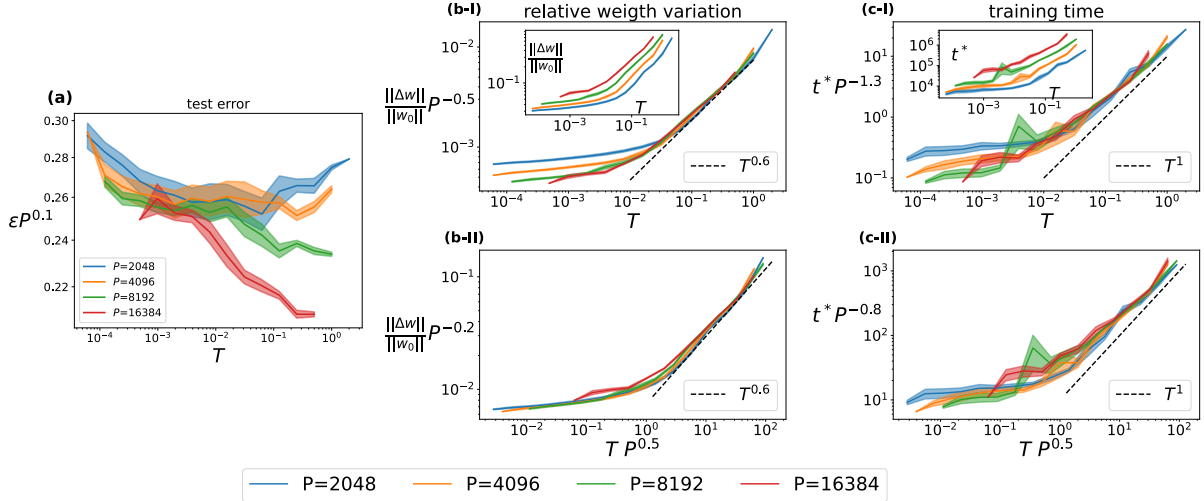 (a)
test error
0.30
0.28
0.26
0.24
0.22
εP^0.1
P=2048
P=4096
P=8192
P=16384
10^-4 10^-3 10^-2 10^-1 10^0
T
(b-I)
relative weigth variation
10^-2
10^-3
||Δw||/||w₀|| P^-0.5
||Δw||/||w₀||
10^-1
10^-3 10^-1
T
T^0.6
10^-4 10^-3 10^-2 10^-1 10^0
T
(c-I)
training time
10^1
10^0
10^-1
t* P^-1.3
t*
10^6
10^5
10^4
10^-3 10^-1
T
T^1
10^-4 10^-3 10^-2 10^-1 10^0
T
(b-II)
10^-1
10^-2
||Δw||/||w₀|| P^-0.2
T^0.6
10^-2 10^-1 10^0 10^1 10^2
T P^0.5
(c-II)
10^3
10^2
10^1
t* P^-0.8
T^1
10^-2 10^-1 10^0 10^1 10^2
T P^0.5
P=2048 P=4096 P=8192 P=16384